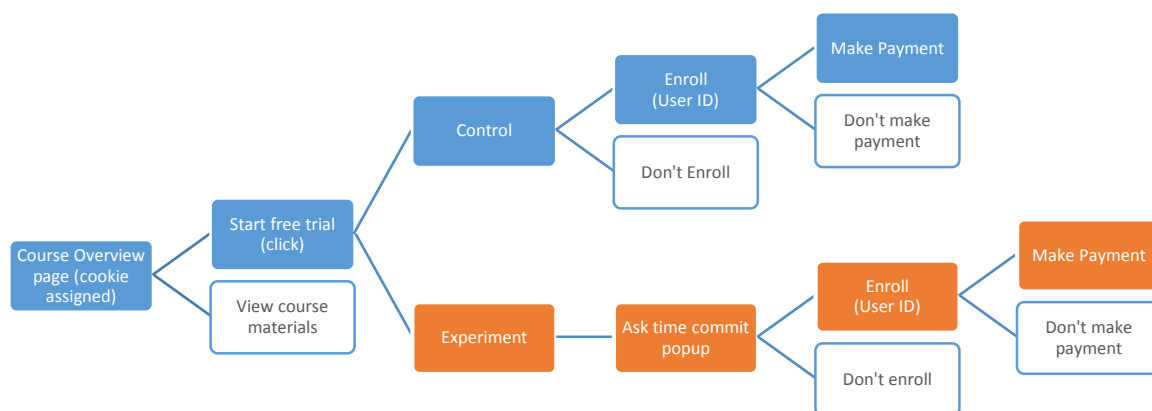 Course Overview
page (cookie
assigned)
Start free trial
(click)
View course
materials
Control
Enroll
(User ID)
Don't Enroll
Make Payment
Don't make
payment
Experiment
Ask time commit
popup
Enroll
(User ID)
Don't enroll
Make Payment
Don't make
payment